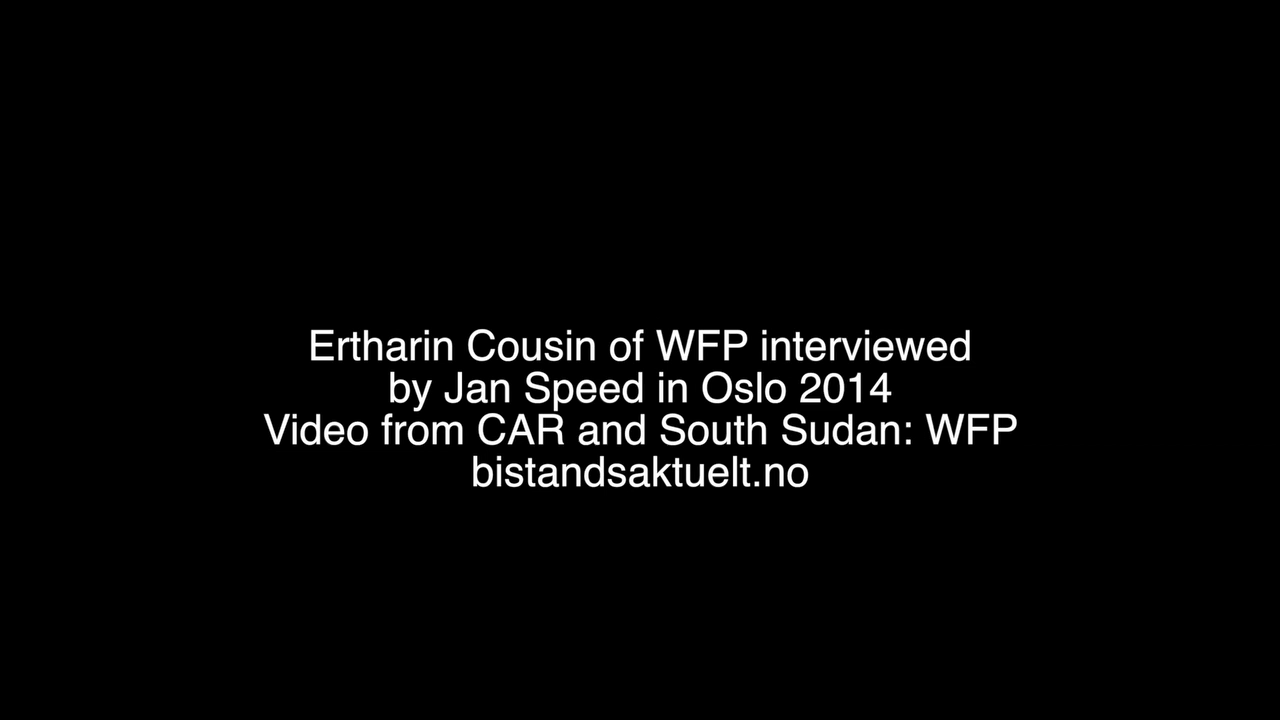 Ertharin Cousin of WFP interviewed
by Jan Speed in Oslo 2014
Video from CAR and South Sudan: WFP
bistandsaktuelt.no